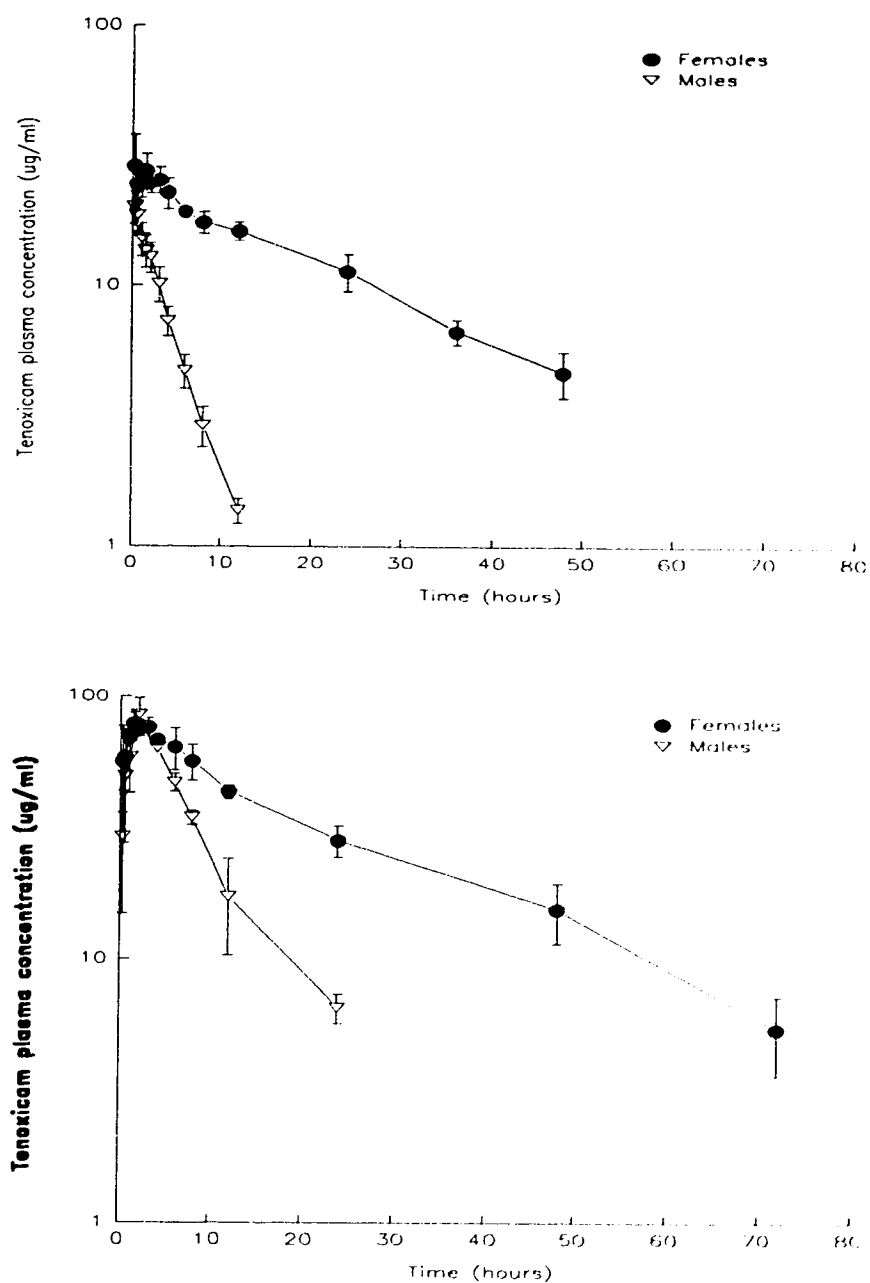 100
Females
Males
Tenoxicam plasma concentration (ug/ml)
10
1
0 10 20 30 40 50 60 70 80
Time (hours)
100
Females
Males
Tenoxicam plasma concentration (ug/ml)
10
1
0 10 20 30 40 50 60 70
Time (hours)